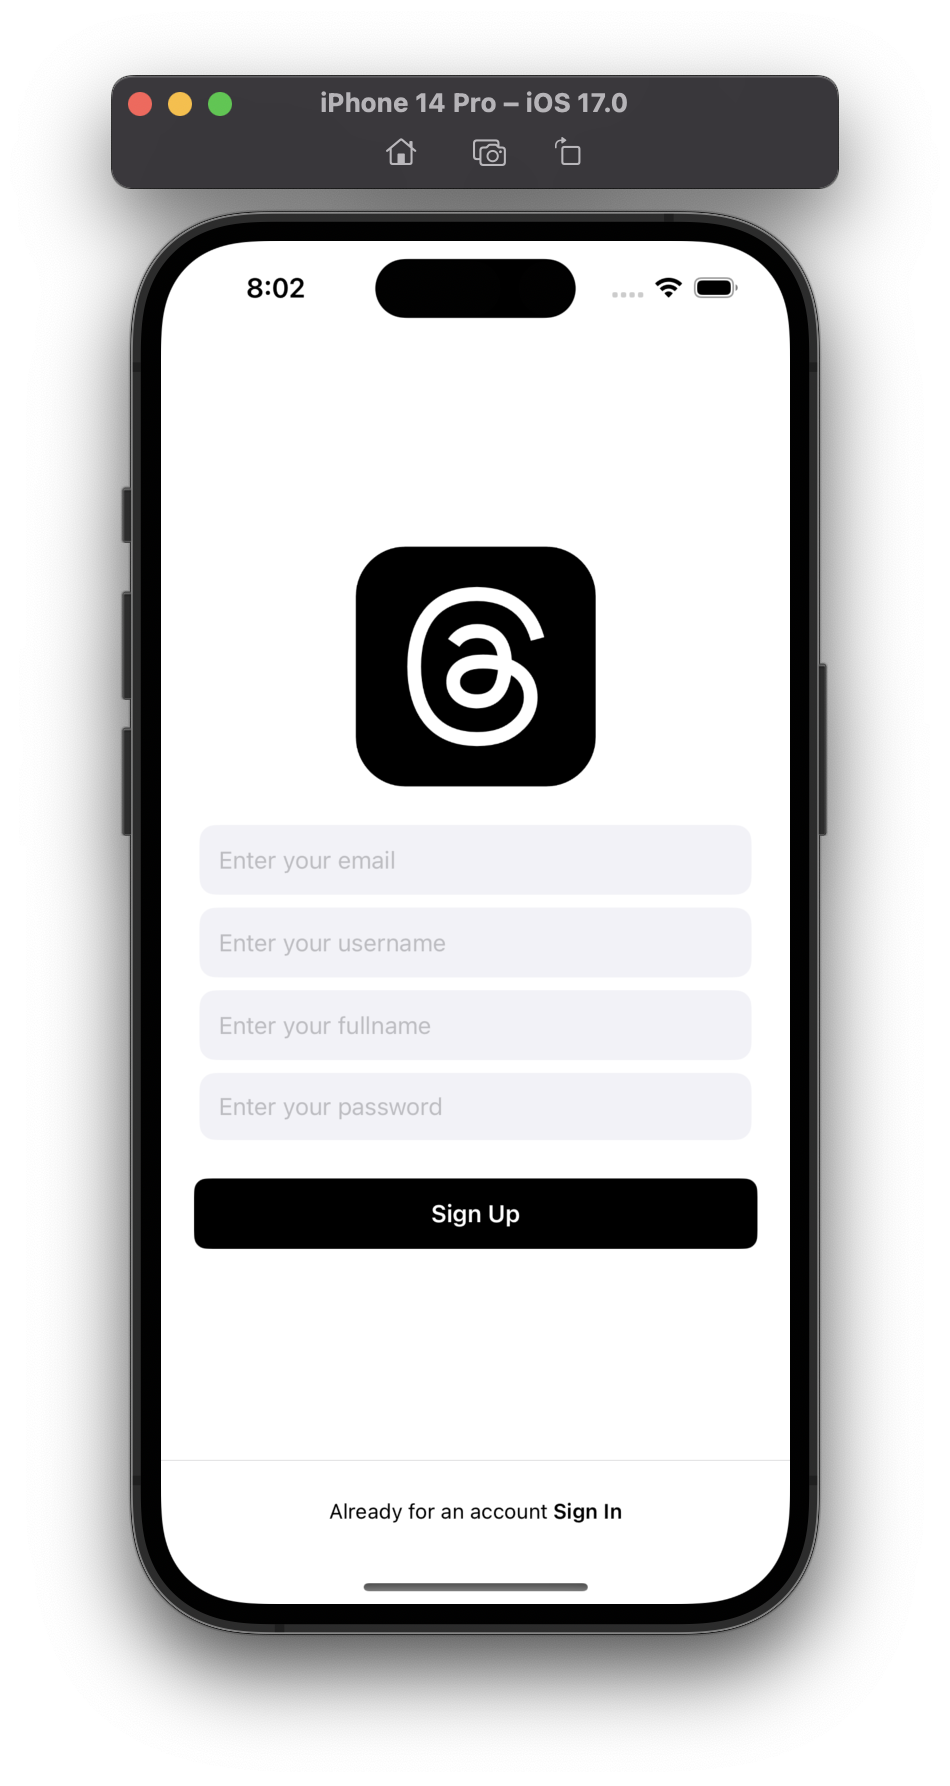 iPhone 14 Pro – iOS 17.0
8:02
Enter your email
Enter your username
Enter your fullname
Enter your password
Sign Up
Already for an account Sign In